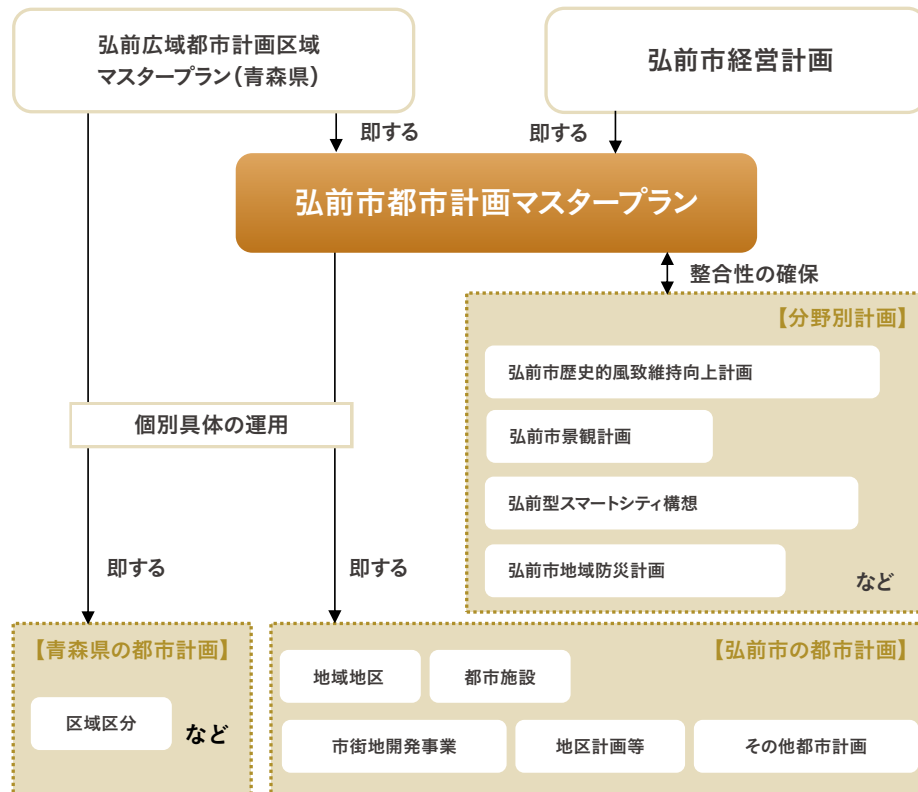 弘前広域都市計画区域
マスタープラン（青森県）
弘前市経営計画
即する
即する
弘前市都市計画マスタープラン
整合性の確保
【分野別計画】
弘前市歴史的風致維持向上計画
弘前市景観計画
弘前型スマートシティ構想
弘前市地域防災計画
など
個別具体の運用
即する
即する
【青森県の都市計画】
区域区分
など
【弘前市の都市計画】
地域地区
都市施設
市街地開発事業
地区計画等
その他都市計画